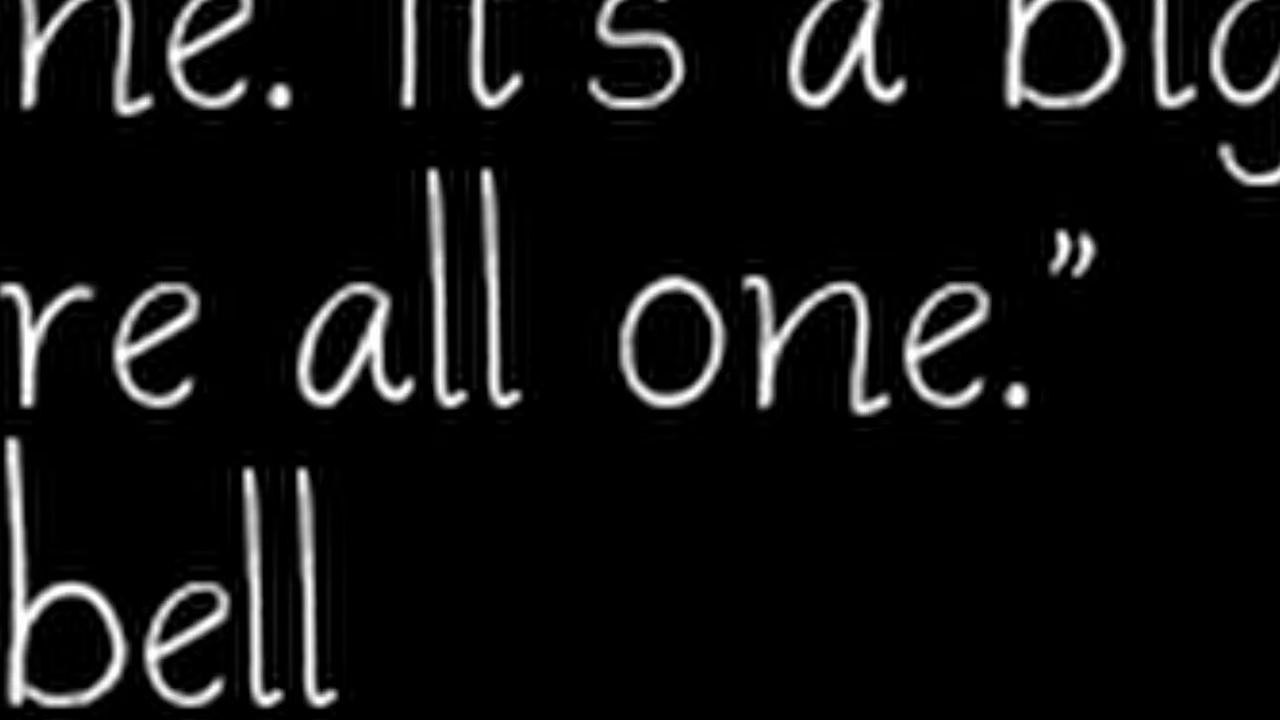 ne. It's a big
re all one.”
bell